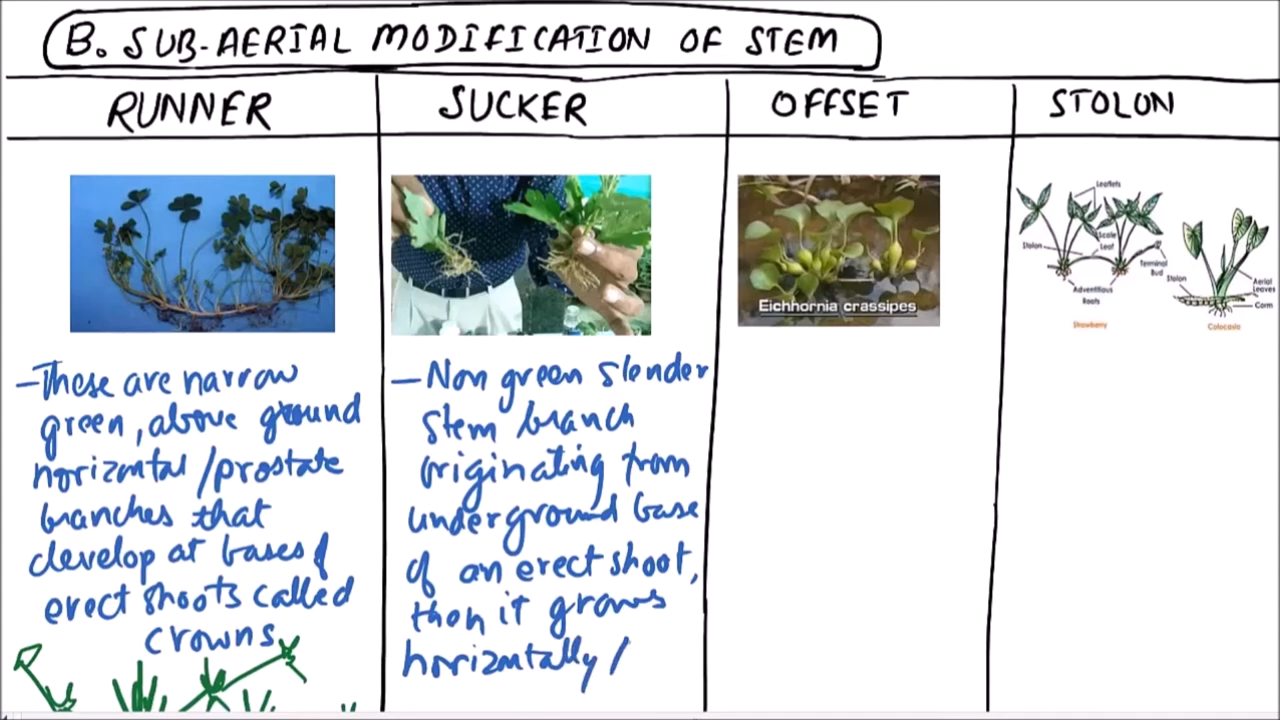 B. SUB-AERIAL MODIFICATION OF STEM
RUNNER
SUCKER
OFFSET
STOLON
Eichhornia crassipes
Leaflets
Stolon
Scale
Leaf
Terminal
Bud
Adventitious
Roots
Strawberry
Stolon
Aerial
Leaves
Corm
Colocasia
-These are narrow
green, above ground
horizontal/prostate
branches that
develop at bases of
erect shoots called
crowns
- Non green slender
stem branch
originating from
underground base
of an erect shoot,
then it grows
horizontally/